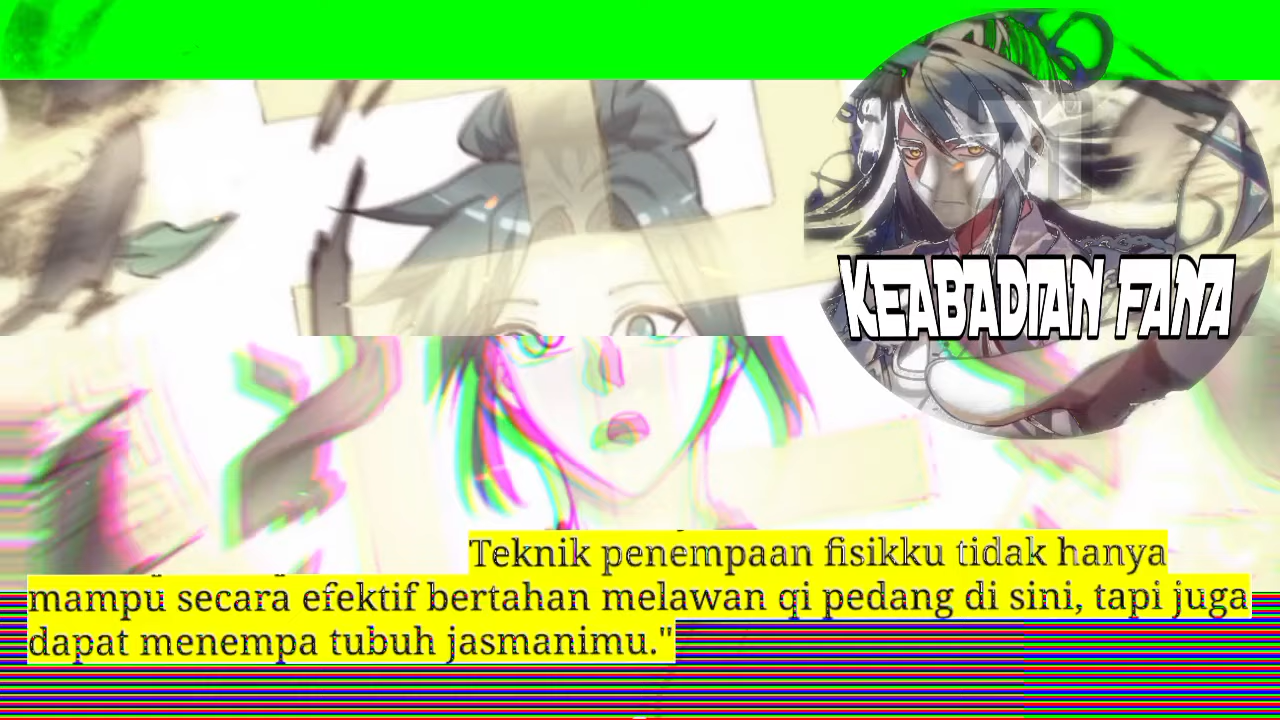 KEABADIAN FANA
Teknik penempaan fisikku tidak hanya
mampu secara efektif bertahan melawan qi pedang di sini, tapi juga
dapat menempa tubuh jasmanimu."